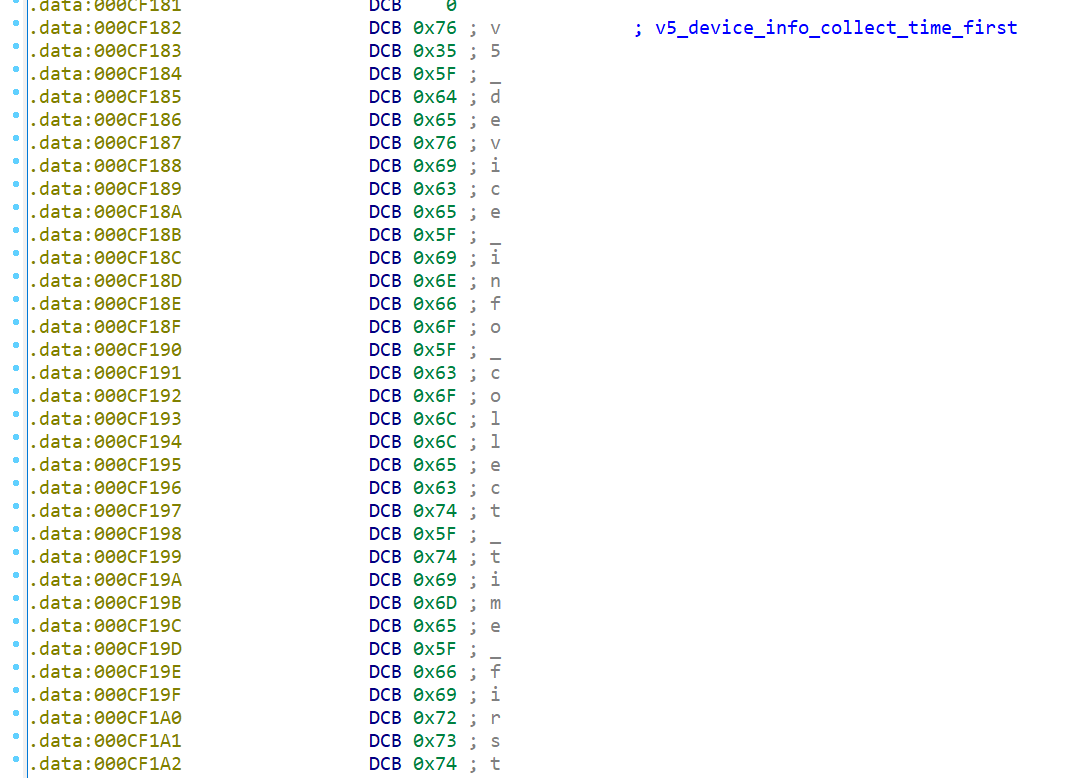 .data:000CF181 DCB 0
.data:000CF182 DCB 0x76 ; v ; v5_device_info_collect_time_first
.data:000CF183 DCB 0x35 ; 5
.data:000CF184 DCB 0x5F ; _
.data:000CF185 DCB 0x64 ; d
.data:000CF186 DCB 0x65 ; e
.data:000CF187 DCB 0x76 ; v
.data:000CF188 DCB 0x69 ; i
.data:000CF189 DCB 0x63 ; c
.data:000CF18A DCB 0x65 ; e
.data:000CF18B DCB 0x5F ; _
.data:000CF18C DCB 0x69 ; i
.data:000CF18D DCB 0x6E ; n
.data:000CF18E DCB 0x66 ; f
.data:000CF18F DCB 0x6F ; o
.data:000CF190 DCB 0x5F ; _
.data:000CF191 DCB 0x63 ; c
.data:000CF192 DCB 0x6F ; o
.data:000CF193 DCB 0x6C ; l
.data:000CF194 DCB 0x6C ; l
.data:000CF195 DCB 0x65 ; e
.data:000CF196 DCB 0x63 ; c
.data:000CF197 DCB 0x74 ; t
.data:000CF198 DCB 0x5F ; _
.data:000CF199 DCB 0x74 ; t
.data:000CF19A DCB 0x69 ; i
.data:000CF19B DCB 0x6D ; m
.data:000CF19C DCB 0x65 ; e
.data:000CF19D DCB 0x5F ; _
.data:000CF19E DCB 0x66 ; f
.data:000CF19F DCB 0x69 ; i
.data:000CF1A0 DCB 0x72 ; r
.data:000CF1A1 DCB 0x73 ; s
.data:000CF1A2 DCB 0x74 ; t